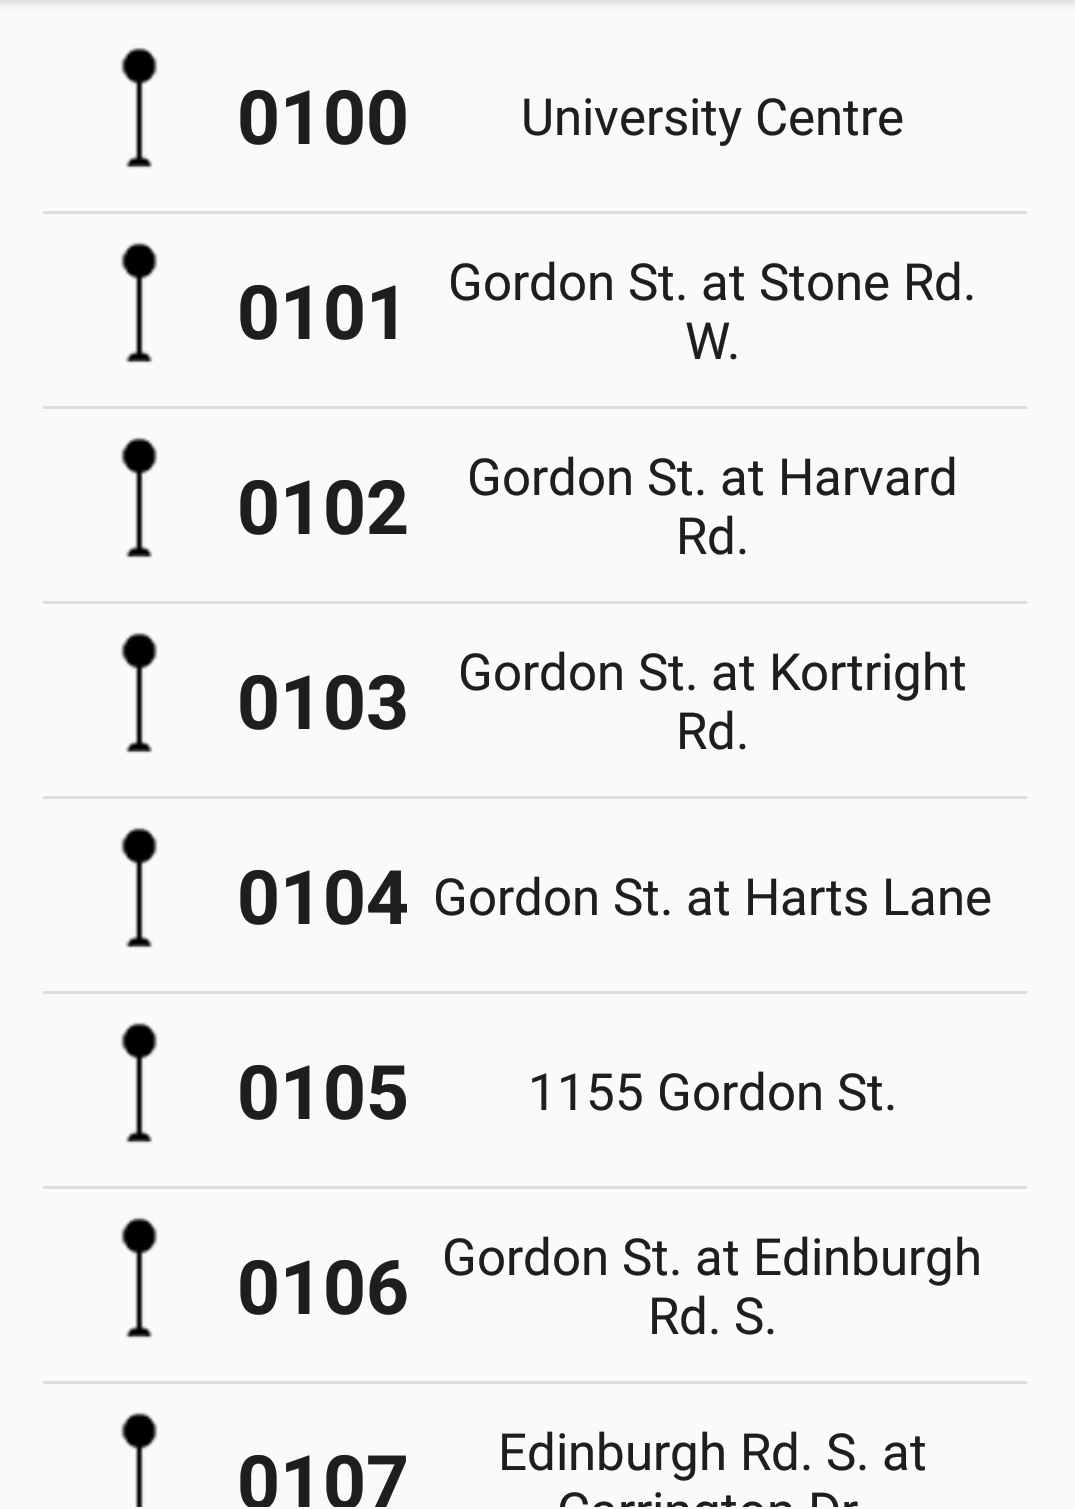 0100 University Centre
0101 Gordon St. at Stone Rd.
W.
0102 Gordon St. at Harvard
Rd.
0103 Gordon St. at Kortright
Rd.
0104 Gordon St. at Harts Lane
0105 1155 Gordon St.
0106 Gordon St. at Edinburgh
Rd. S.
0107 Edinburgh Rd. S. at
Dr